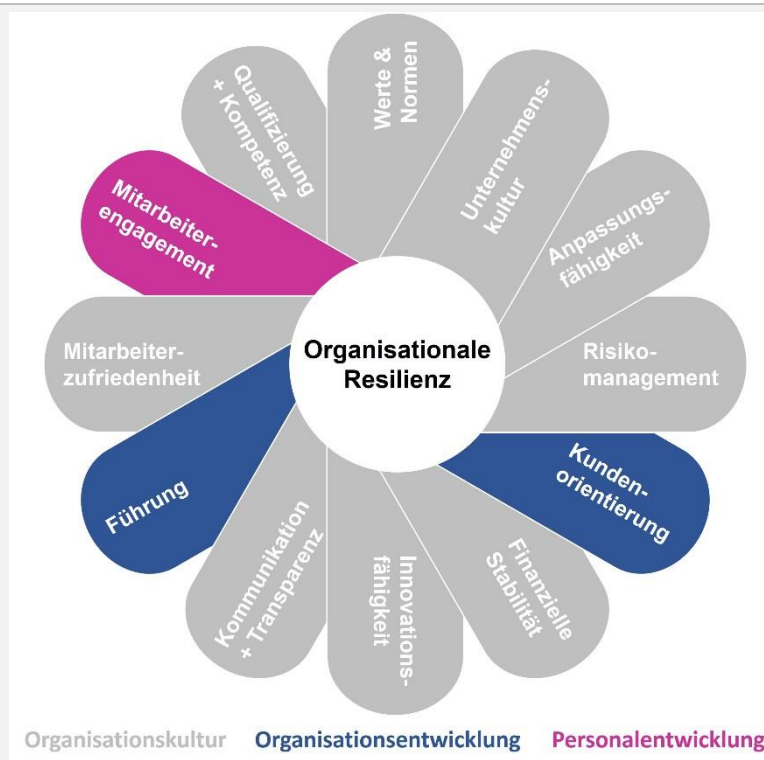 Werte &
Normen
Unternehmens-
kultur
Anpassungs-
fähigkeit
Risiko-
management
Kunden-
orientierung
Finanzielle
Stabilität
Innovations-
fähigkeit
Kommunikation
+ Transparenz
Führung
Mitarbeiter-
zufriedenheit
Mitarbeiter-
engagement
Qualifizierung
+ Kompetenz
Organisationale
Resilienz
Organisationskultur Organisationsentwicklung Personalentwicklung